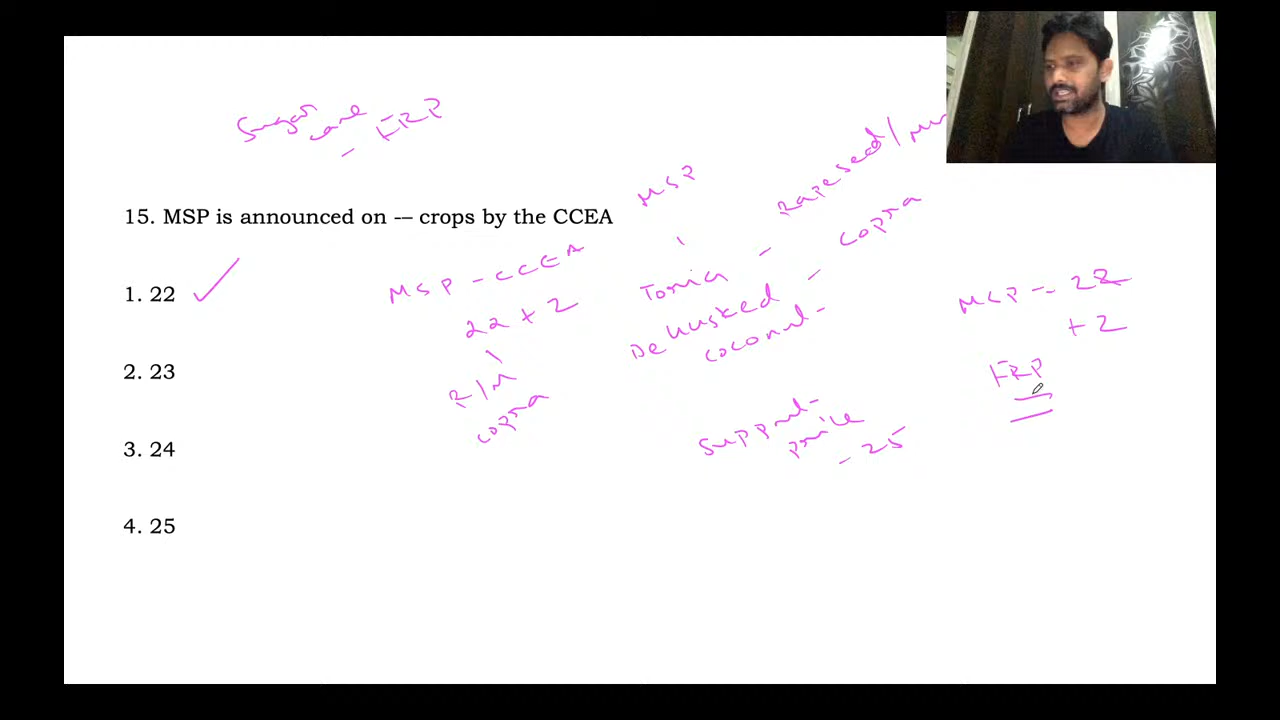 Sugar
cane
- FRP
15. MSP is announced on -– crops by the CCEA
1. 22
2. 23
3. 24
4. 25
MSP - CCEA
22 + 2
R/M
copra
MSP
Toria - Rapeseed/
Dehusked - copra
coconut-
support-
price
- 25
MSP -- 22
+ 2
FRP